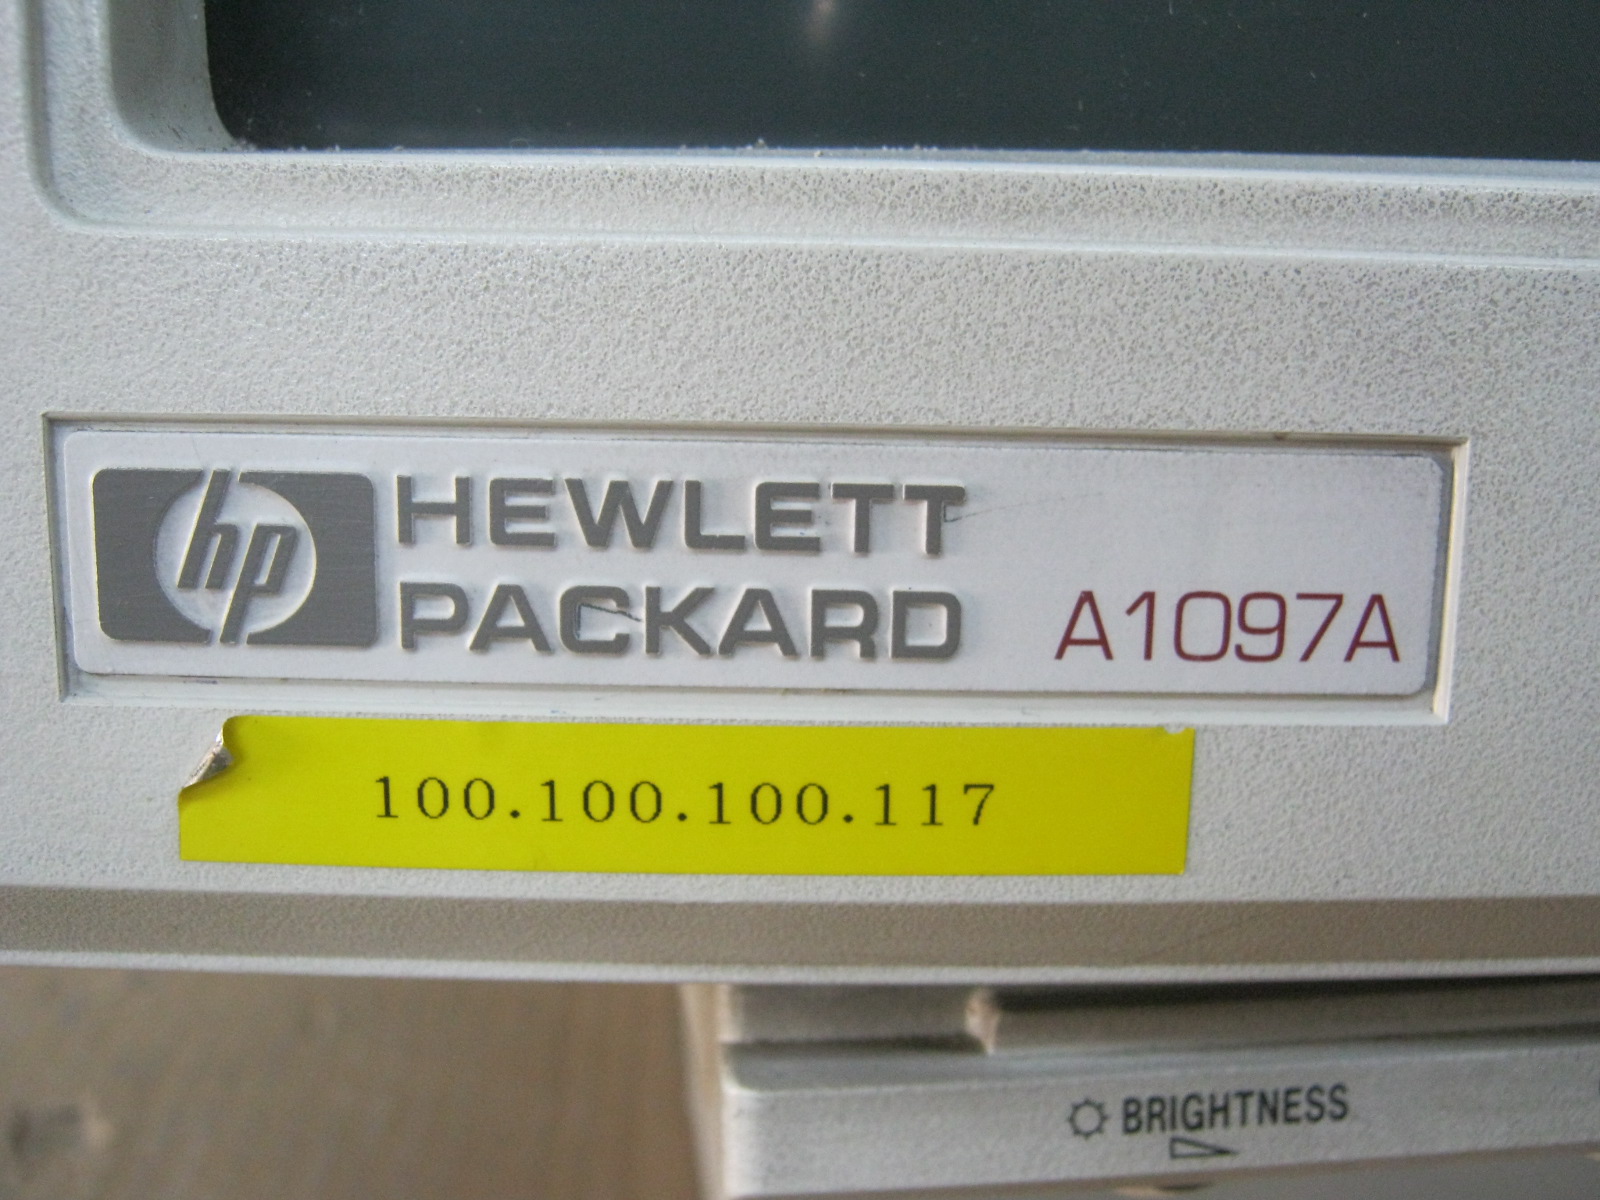 hp HEWLETT
PACKARD A1097A
100.100.100.117
BRIGHTNESS